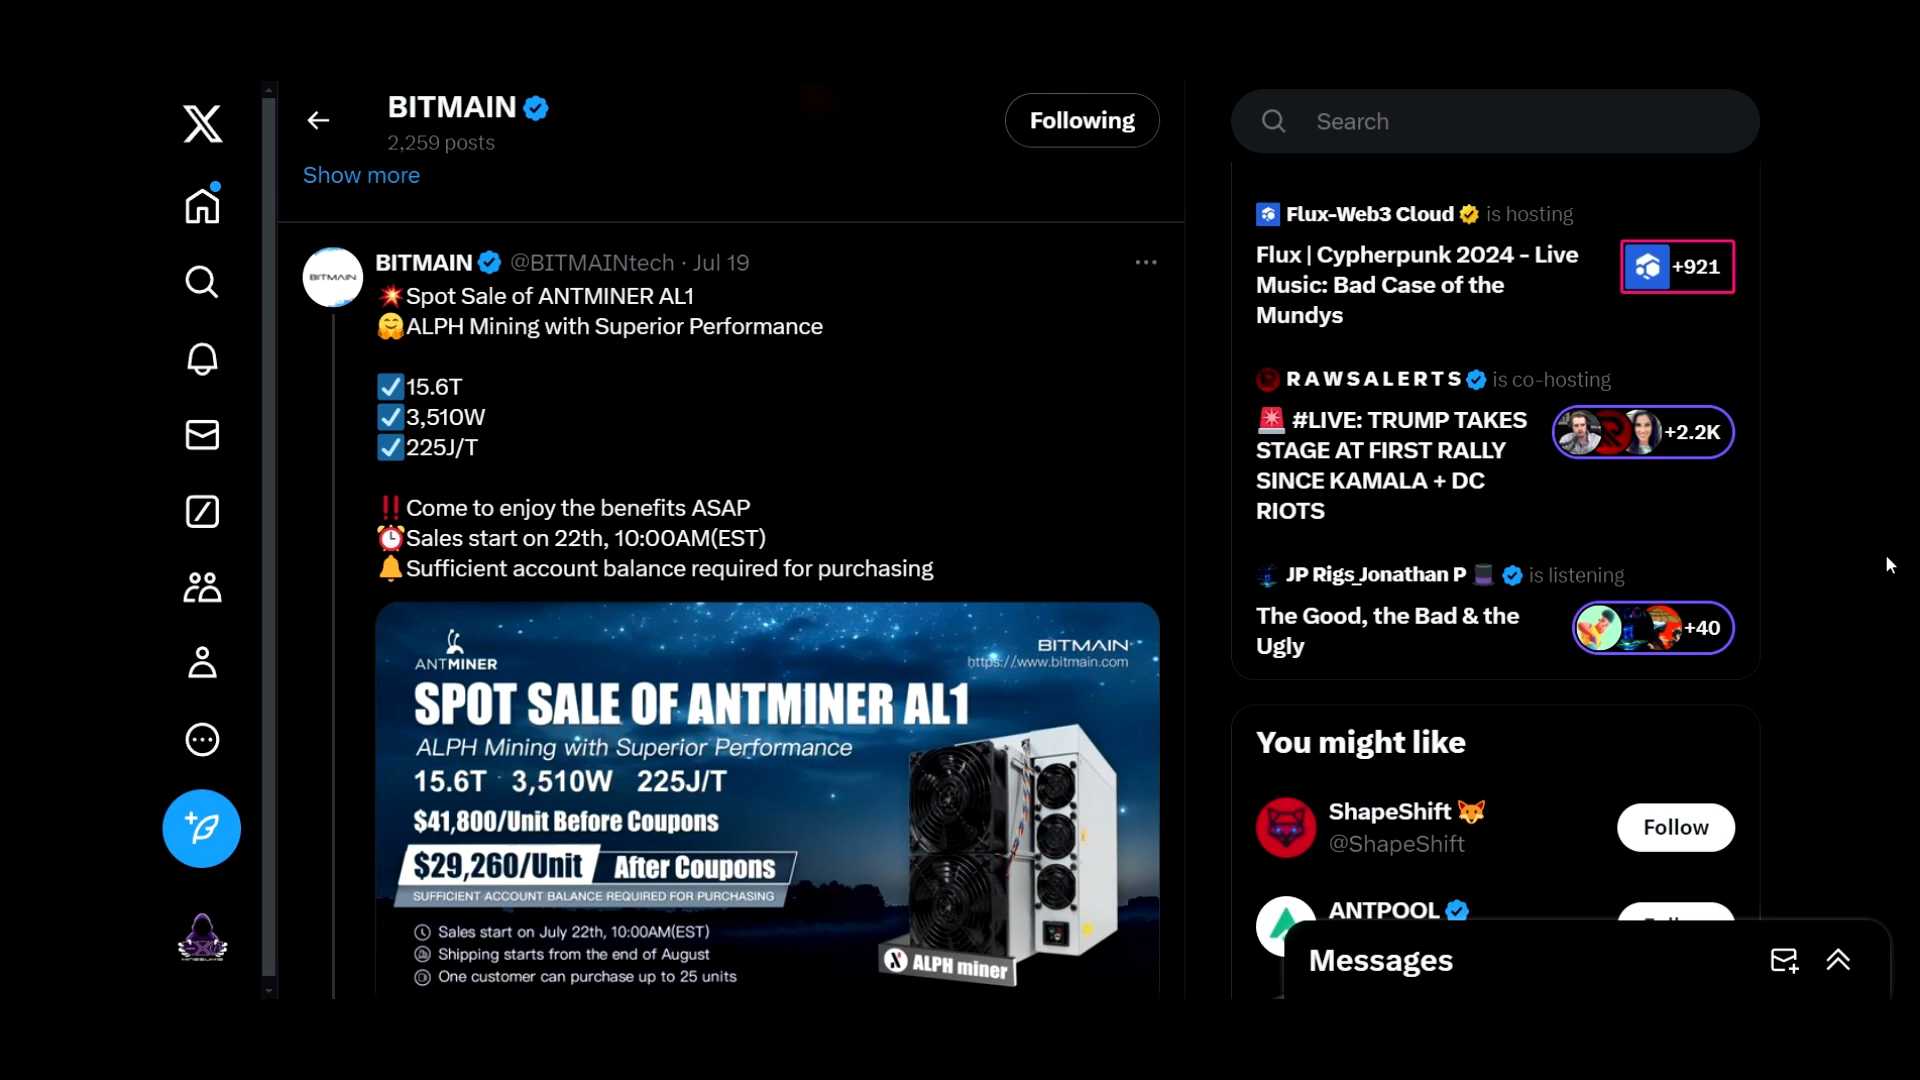 BITMAIN
2,259 posts
Following
Show more
BITMAIN @BITMAINtech · Jul 19
💥Spot Sale of ANTMINER AL1
🤗ALPH Mining with Superior Performance
☑️15.6T
☑️3,510W
☑️225J/T
‼️Come to enjoy the benefits ASAP
⏰Sales start on 22th, 10:00AM(EST)
🔔Sufficient account balance required for purchasing
BITMAIN
ANTMINER
BITMAIN
https://www.bitmain.com
SPOT SALE OF ANTMINER AL1
ALPH Mining with Superior Performance
15.6T 3,510W 225J/T
$41,800/Unit Before Coupons
$29,260/Unit After Coupons
SUFFICIENT ACCOUNT BALANCE REQUIRED FOR PURCHASING
Sales start on July 22th, 10:00AM(EST)
Shipping starts from the end of August
One customer can purchase up to 25 units
ALPH miner
Search
Flux-Web3 Cloud is hosting
Flux | Cypherpunk 2024 - Live
Music: Bad Case of the
Mundys
+921
R A W S A L E R T S is co-hosting
🚨 #LIVE: TRUMP TAKES
STAGE AT FIRST RALLY
SINCE KAMALA + DC
RIOTS
+2.2K
JP Rigs_Jonathan P 🎩 is listening
The Good, the Bad & the
Ugly
+40
You might like
ShapeShift 🦊
@ShapeShift
Follow
ANTPOOL
Messages